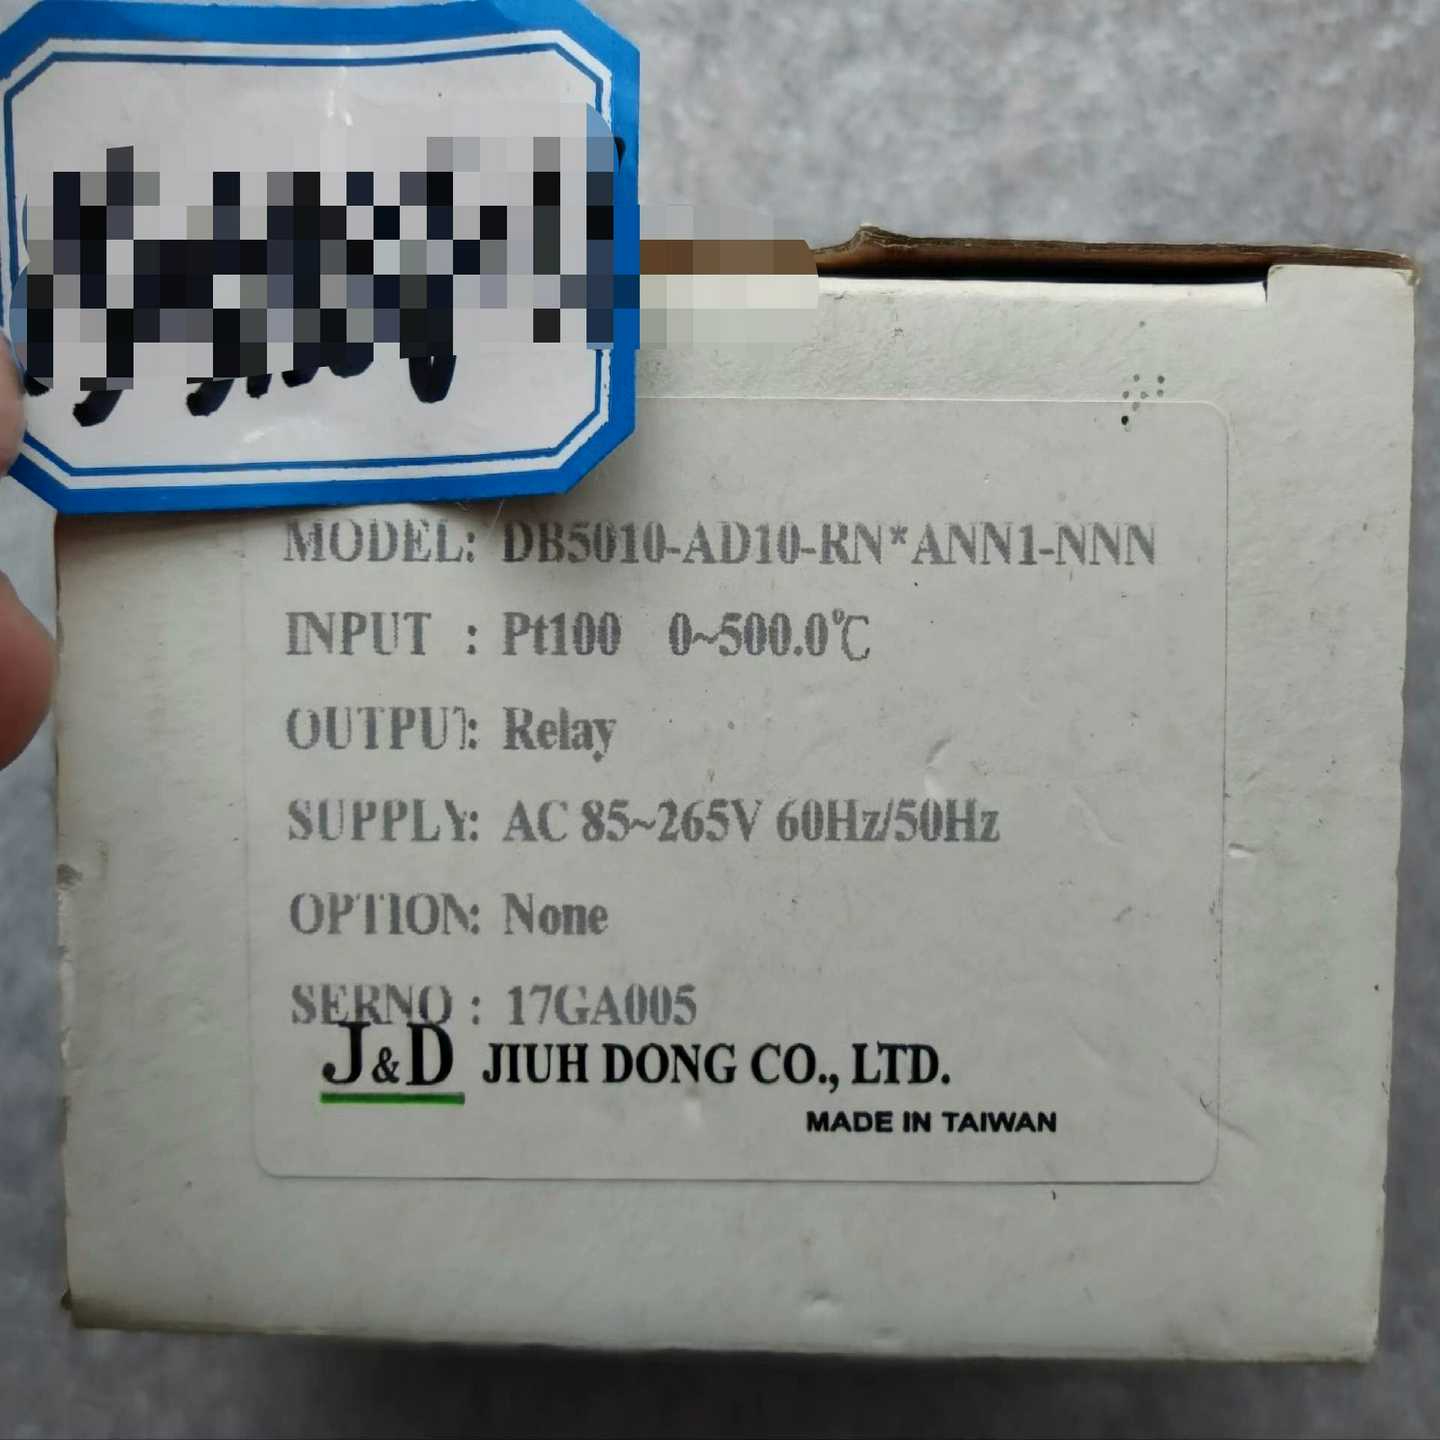 MODEL: DB5010-AD10-RN*ANN1-NNN
INPUT : Pt100 0~500.0℃
OUTPUT: Relay
SUPPLY: AC 85~265V 60Hz/50Hz
OPTION: None
SERNO : 17GA005
J&D JIUH DONG CO., LTD.
MADE IN TAIWAN